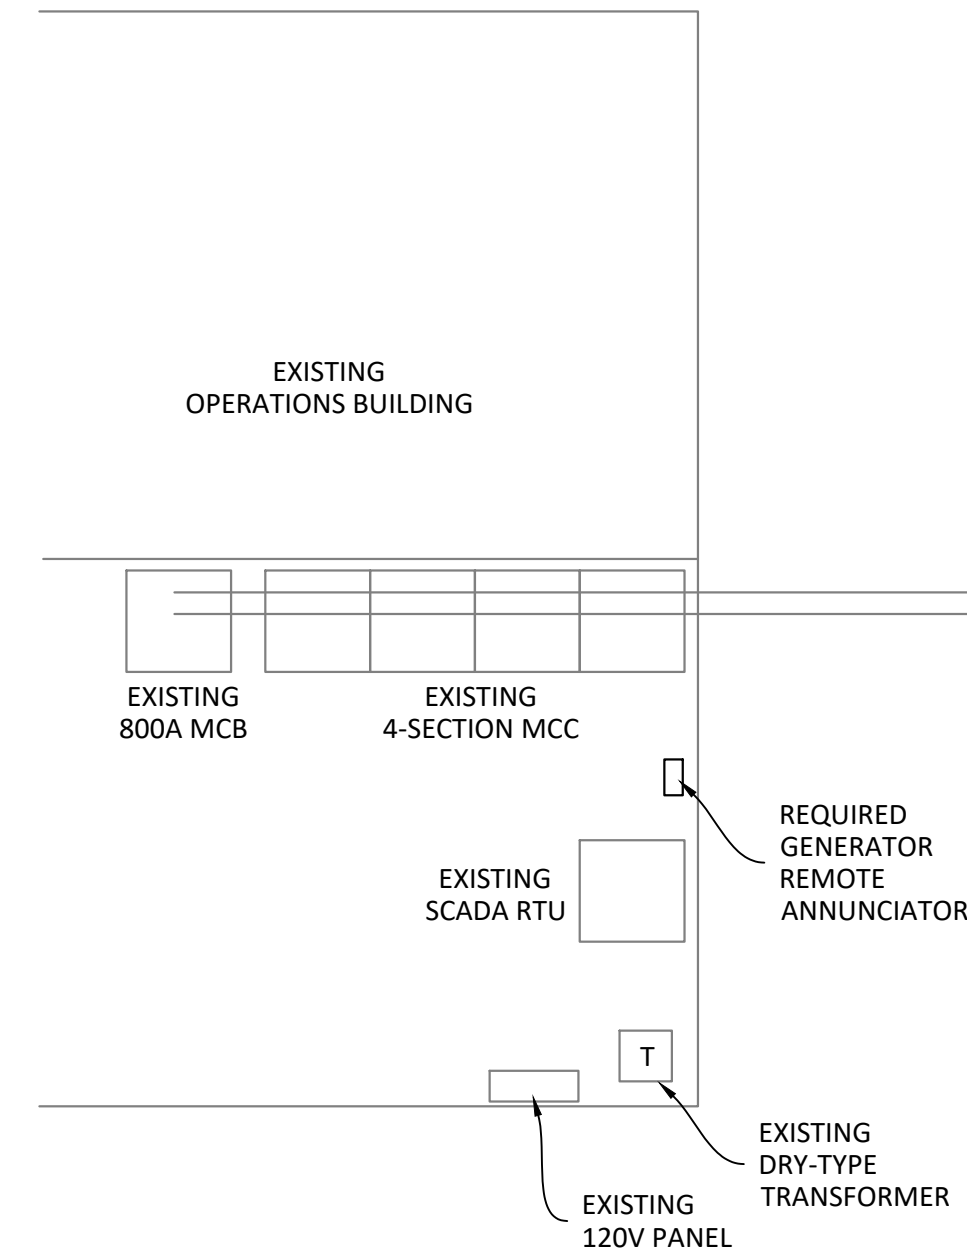 EXISTING
OPERATIONS BUILDING
EXISTING
800A MCB
EXISTING
4-SECTION MCC
REQUIRED
GENERATOR
REMOTE
ANNUNCIATOR
EXISTING
SCADA RTU
T
EXISTING
DRY-TYPE
TRANSFORMER
EXISTING
120V PANEL